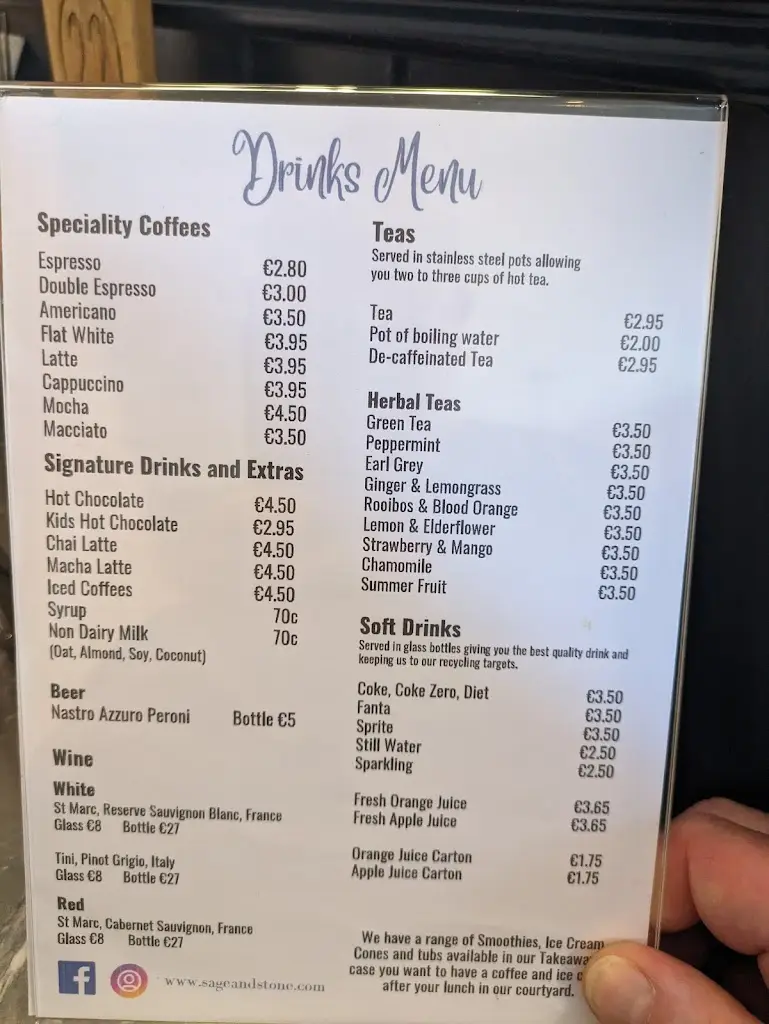 Drinks Menu
Speciality Coffees
Espresso €2.80
Double Espresso €3.00
Americano €3.50
Flat White €3.95
Latte €3.95
Cappuccino €3.95
Mocha €4.50
Macciato €3.50
Signature Drinks and Extras
Hot Chocolate €4.50
Kids Hot Chocolate €2.95
Chai Latte €4.50
Macha Latte €4.50
Iced Coffees €4.50
Syrup 70c
Non Dairy Milk 70c
(Oat, Almond, Soy, Coconut)
Beer
Nastro Azzuro Peroni Bottle €5
Wine
White
St Marc, Reserve Sauvignon Blanc, France
Glass €8 Bottle €27
Tini, Pinot Grigio, Italy
Glass €8 Bottle €27
Red
St Marc, Cabernet Sauvignon, France
Glass €8 Bottle €27
www.sageandstone.com
Teas
Served in stainless steel pots allowing
you two to three cups of hot tea.
Tea €2.95
Pot of boiling water €2.00
De-caffeinated Tea €2.95
Herbal Teas
Green Tea €3.50
Peppermint €3.50
Earl Grey €3.50
Ginger & Lemongrass €3.50
Rooibos & Blood Orange €3.50
Lemon & Elderflower €3.50
Strawberry & Mango €3.50
Chamomile €3.50
Summer Fruit €3.50
Soft Drinks
Served in glass bottles giving you the best quality drink and
keeping us to our recycling targets.
Coke, Coke Zero, Diet €3.50
Fanta €3.50
Sprite €3.50
Still Water €2.50
Sparkling €2.50
Fresh Orange Juice €3.65
Fresh Apple Juice €3.65
Orange Juice Carton €1.75
Apple Juice Carton €1.75
We have a range of Smoothies, Ice Cream
Cones and tubs available in our
case you want to have a coffee and ice
after your lunch in our courtyard.